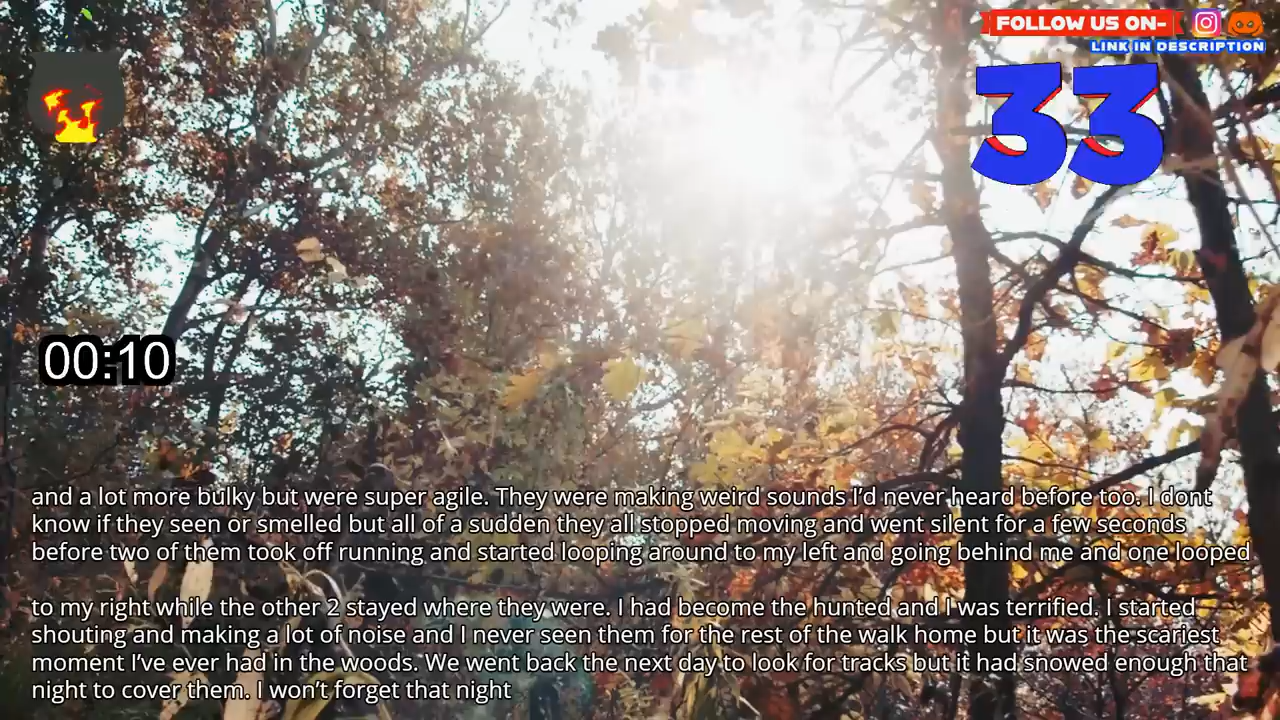 FOLLOW US ON-
LINK IN DESCRIPTION
33
00:10
and a lot more bulky but were super agile. They were making weird sounds I’d never heard before too. I dont
know if they seen or smelled but all of a sudden they all stopped moving and went silent for a few seconds
before two of them took off running and started looping around to my left and going behind me and one looped
to my right while the other 2 stayed where they were. I had become the hunted and I was terrified. I started
shouting and making a lot of noise and I never seen them for the rest of the walk home but it was the scariest
moment I’ve ever had in the woods. We went back the next day to look for tracks but it had snowed enough that
night to cover them. I won’t forget that night